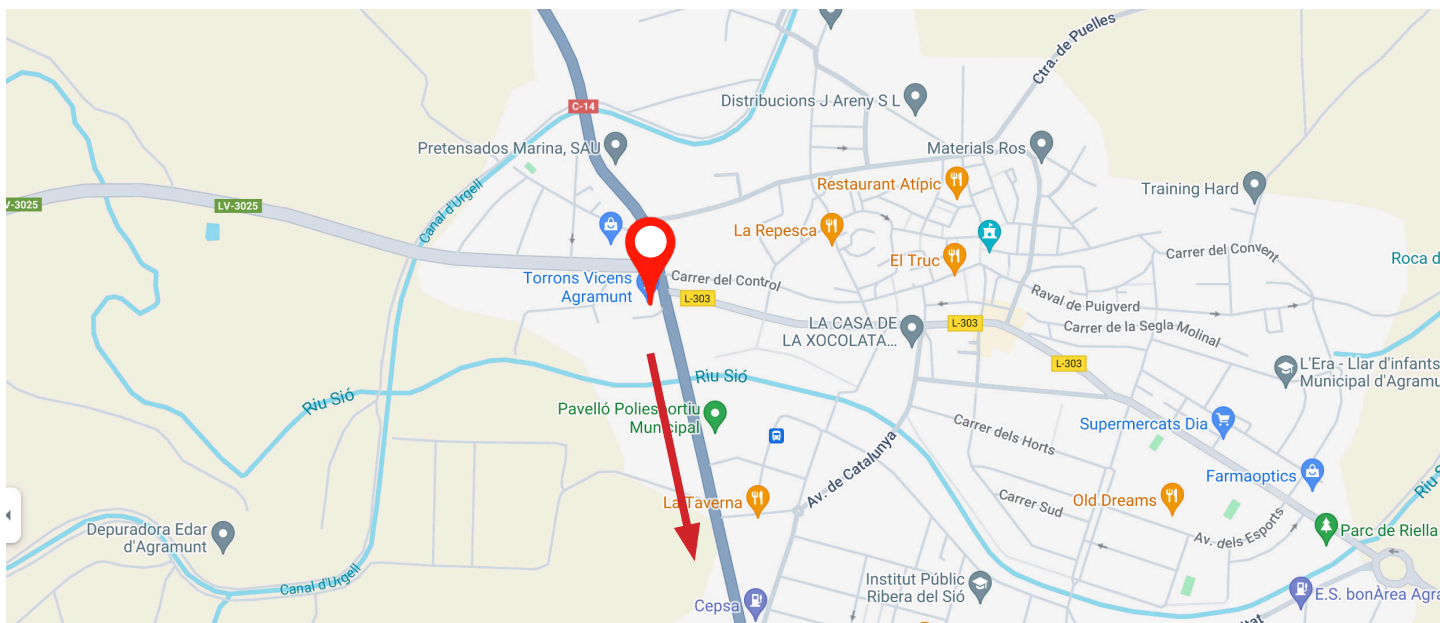 Ctra. de Puelles
C-14
Distribucions J Areny S L
Pretensados Marina, SAU
Materials Ros
Restaurant Atípic
Training Hard
V-3025
LV-3025
Canal d'Urgell
La Repesca
El Truc
Carrer del Convent
Roca d
Torrons Vicens
Agramunt
Carrer del Control
L-303
Raval de Puigverd
LA CASA DE
LA XOCOLATA...
L-303
Carrer de la Segla Molinal
L-303
L'Era - Llar d'infants
Municipal d'Agramu
Riu Sió
Riu Sió
Pavelló Poliesportiu
Municipal
Carrer dels Horts
Supermercats Dia
Av. de Catalunya
Farmaoptics
Riu S
La Taverna
Carrer Sud
Old Dreams
Depuradora Edar
d'Agramunt
Av. dels Esports
Parc de Riella
Canal d'Urgell
Institut Públic
Ribera del Sió
Cepsa
E.S. bonÀrea Agra
tat